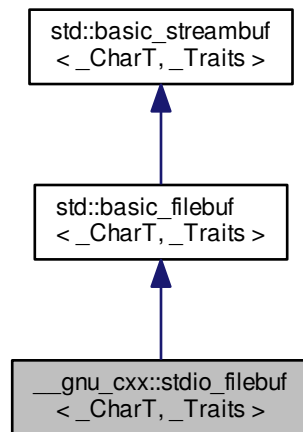 std::basic_streambuf
< _CharT, _Traits >
std::basic_filebuf
< _CharT, _Traits >
__gnu_cxx::stdio_filebuf
< _CharT, _Traits >